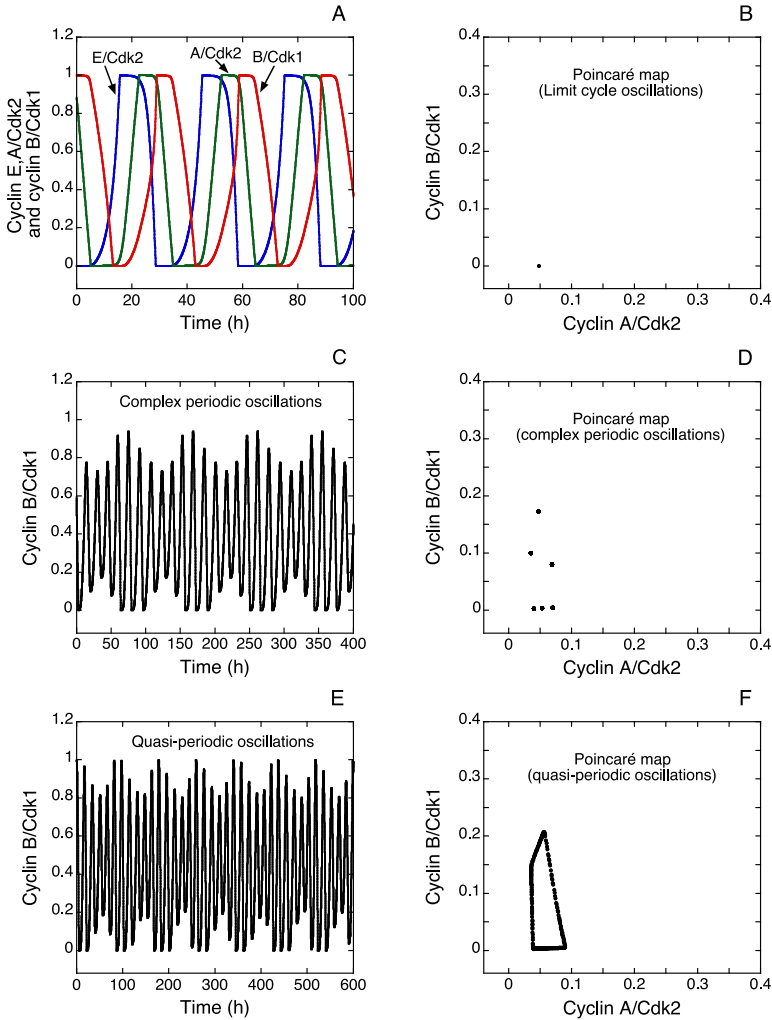 A
E/Cdk2
A/Cdk2
B/Cdk1
1.2
1
0.8
0.6
0.4
0.2
0
Cyclin E,A/Cdk2
and cyclin B/Cdk1
0 20 40 60 80 100
Time (h)
B
Poincaré map
(Limit cycle oscillations)
0.4
0.3
0.2
0.1
0
Cyclin B/Cdk1
0 0.1 0.2 0.3 0.4
Cyclin A/Cdk2
C
Complex periodic oscillations
1.2
1
0.8
0.6
0.4
0.2
0
Cyclin B/Cdk1
0 50 100 150 200 250 300 350 400
Time (h)
D
Poincaré map
(complex periodic oscillations)
0.4
0.3
0.2
0.1
0
Cyclin B/Cdk1
0 0.1 0.2 0.3 0.4
Cyclin A/Cdk2
E
Quasi-periodic oscillations
1.2
1
0.8
0.6
0.4
0.2
0
Cyclin B/Cdk1
0 100 200 300 400 500 600
Time (h)
F
Poincaré map
(quasi-periodic oscillations)
0.4
0.3
0.2
0.1
0
Cyclin B/Cdk1
0 0.1 0.2 0.3 0.4
Cyclin A/Cdk2